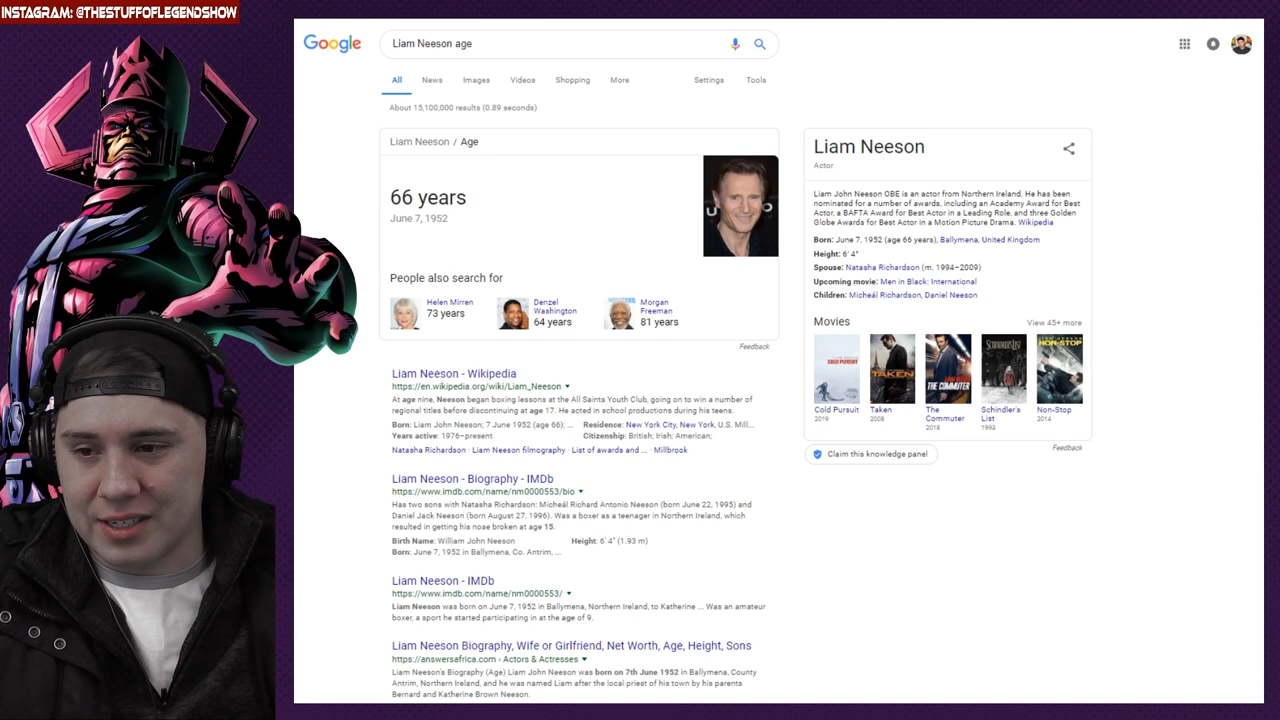 INSTAGRAM: @THESTUFFOFLEGENDSHOW
Google
Liam Neeson age
All News Images Videos Shopping More Settings Tools
About 15,100,000 results (0.89 seconds)
Liam Neeson / Age
66 years
June 7, 1952
People also search for
Helen Mirren
73 years
Denzel
Washington
64 years
Morgan
Freeman
81 years
Feedback
Liam Neeson - Wikipedia
https://en.wikipedia.org/wiki/Liam_Neeson
At age nine, Neeson began boxing lessons at the All Saints Youth Club, going on to win a number of
regional titles before discontinuing at age 17. He acted in school productions during his teens.
Born: Liam John Neeson; 7 June 1952 (age 66); ... Residence: New York City, New York, U.S. Mill...
Years active: 1976–present Citizenship: British; Irish; American;
Natasha Richardson · Liam Neeson filmography · List of awards and ... · Millbrook
Liam Neeson - Biography - IMDb
https://www.imdb.com/name/nm0000553/bio
Has two sons with Natasha Richardson: Micheál Richard Antonio Neeson (born June 22, 1995) and
Daniel Jack Neeson (born August 27, 1996). Was a boxer as a teenager in Northern Ireland, which
resulted in getting his nose broken at age 15.
Birth Name: William John Neeson Height: 6' 4" (1.93 m)
Born: June 7, 1952 in Ballymena, Co. Antrim, ...
Liam Neeson - IMDb
https://www.imdb.com/name/nm0000553/
Liam Neeson was born on June 7, 1952 in Ballymena, Northern Ireland, to Katherine ... Was an amateur
boxer, a sport he started participating in at the age of 9.
Liam Neeson Biography, Wife or Girlfriend, Net Worth, Age, Height, Sons
https://answersafrica.com › Actors & Actresses
Liam Neeson's Biography (Age) Liam John Neeson was born on 7th June 1952 in Ballymena, County
Antrim, Northern Ireland, and he was named Liam after the local priest of his town by his parents
Bernard and Katherine Brown Neeson.
Liam Neeson
Actor
Liam John Neeson OBE is an actor from Northern Ireland. He has been
nominated for a number of awards, including an Academy Award for Best
Actor, a BAFTA Award for Best Actor in a Leading Role, and three Golden
Globe Awards for Best Actor in a Motion Picture Drama. Wikipedia
Born: June 7, 1952 (age 66 years), Ballymena, United Kingdom
Height: 6' 4"
Spouse: Natasha Richardson (m. 1994–2009)
Upcoming movie: Men in Black: International
Children: Micheál Richardson, Daniel Neeson
Movies View 45+ more
COLD PURSUIT
TAKEN
THE COMMUTER
SCHINDLER'S LIST
NON-STOP
Cold Pursuit
2019
Taken
2008
The
Commuter
2018
Schindler's
List
1993
Non-Stop
2014
Claim this knowledge panel
Feedback